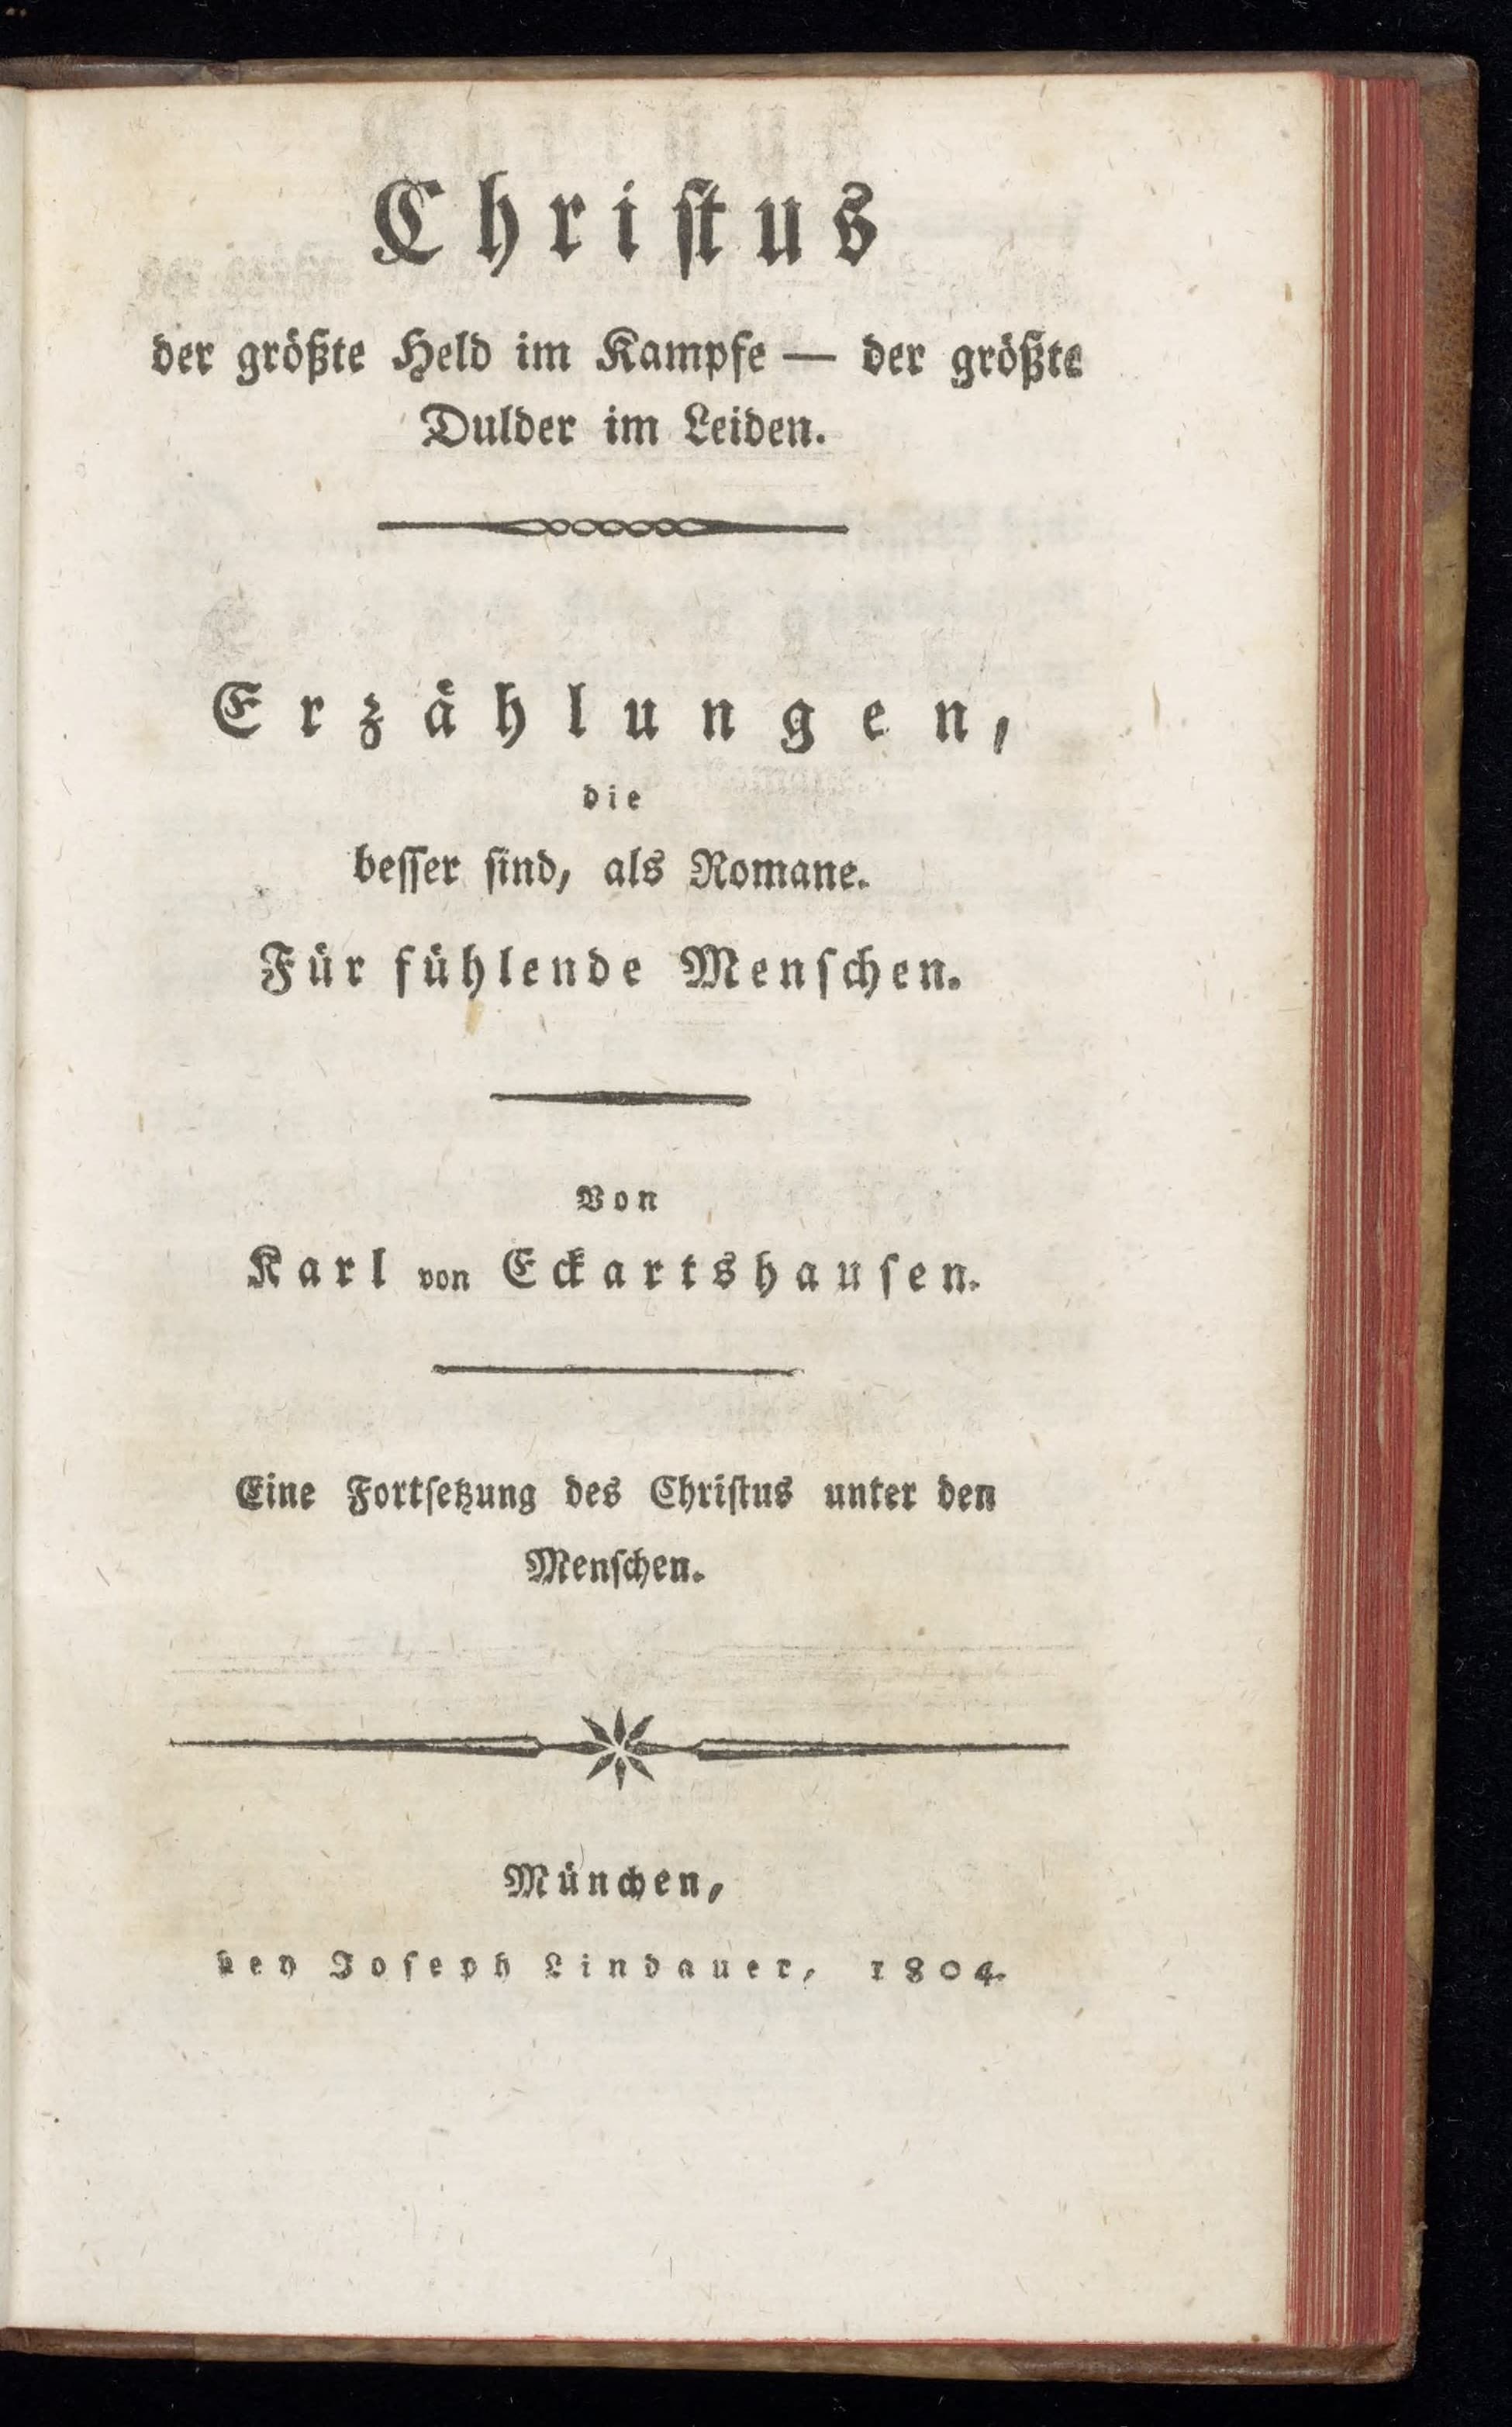 Chriſtus
der größte Held im Kampfe — der größte
Dulder im Leiden.
Erzählungen,
die
beſſer ſind, als Romane.
Für fühlende Menſchen.
Von
Karl von Eckartshauſen.
Eine Fortſetzung des Chriſtus unter den
Menſchen.
München,
bey Joſeph Lindauer, 1804.